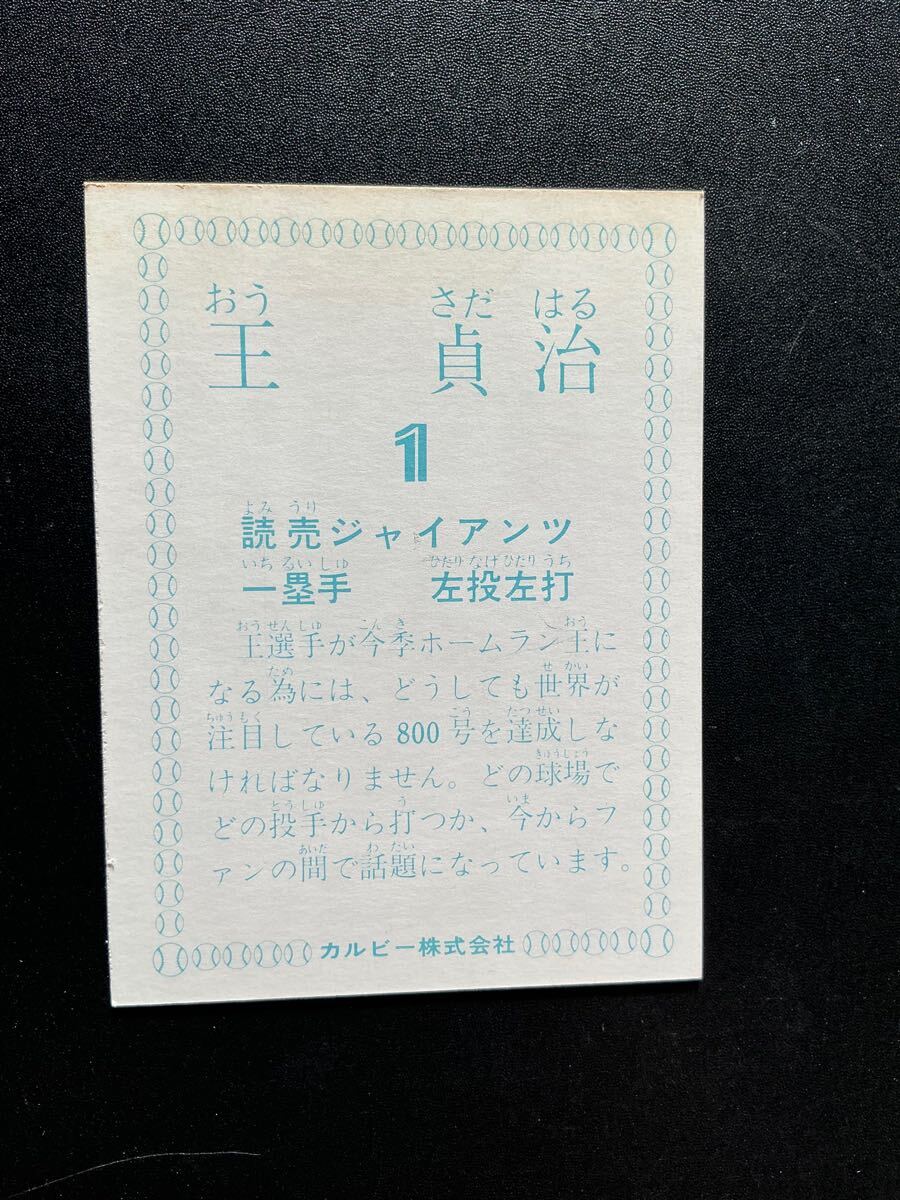 おう さだ はる
王 貞 治
1
よみ うり
読売ジャイアンツ
いち るい しゅ ひだり なげ ひだり うち
一塁手 左投左打
おう せん しゅ こん き おう
王選手が今季ホームラン王に
ため せ かい
なる為には、どうしても世界が
ちゅう もく ごう たっ せい
注目している800号を達成しな
きゅうじょう
ければなりません。どの球場で
とう しゅ う いま
どの投手から打つか、今からフ
あいだ わ だい
ァンの間で話題になっています。
カルビー株式会社